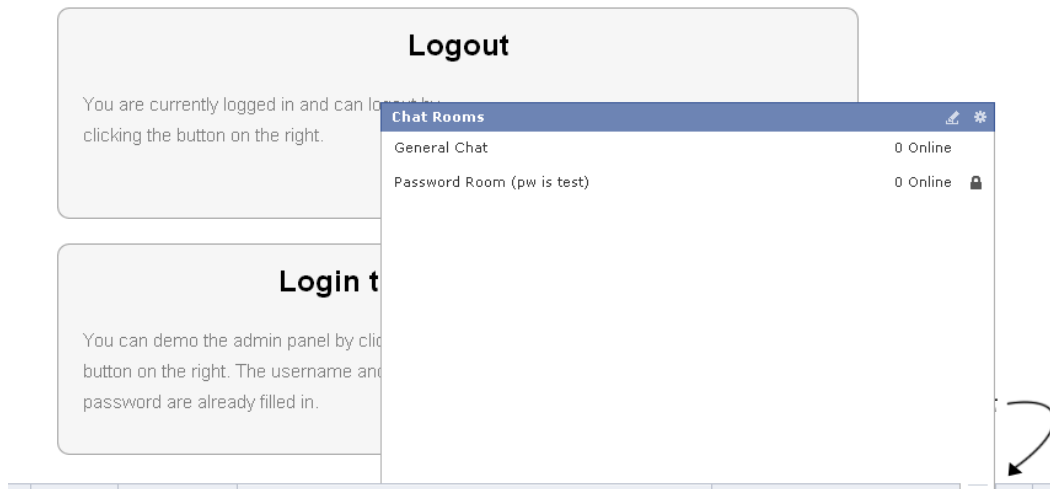 Logout
You are currently logged in and can logout by
clicking the button on the right.
Chat Rooms
General Chat 0 Online
Password Room (pw is test) 0 Online
Login t
You can demo the admin panel by clic
button on the right. The username and
password are already filled in.